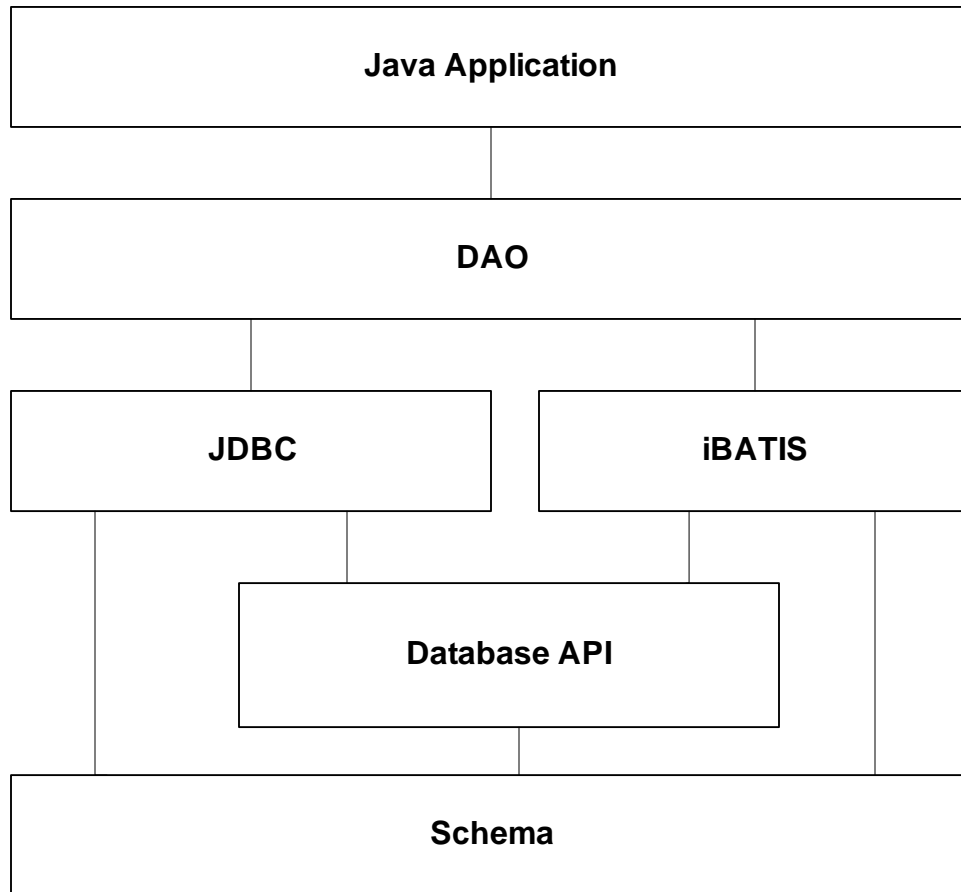 Java Application
DAO
JDBC
iBATIS
Database API
Schema